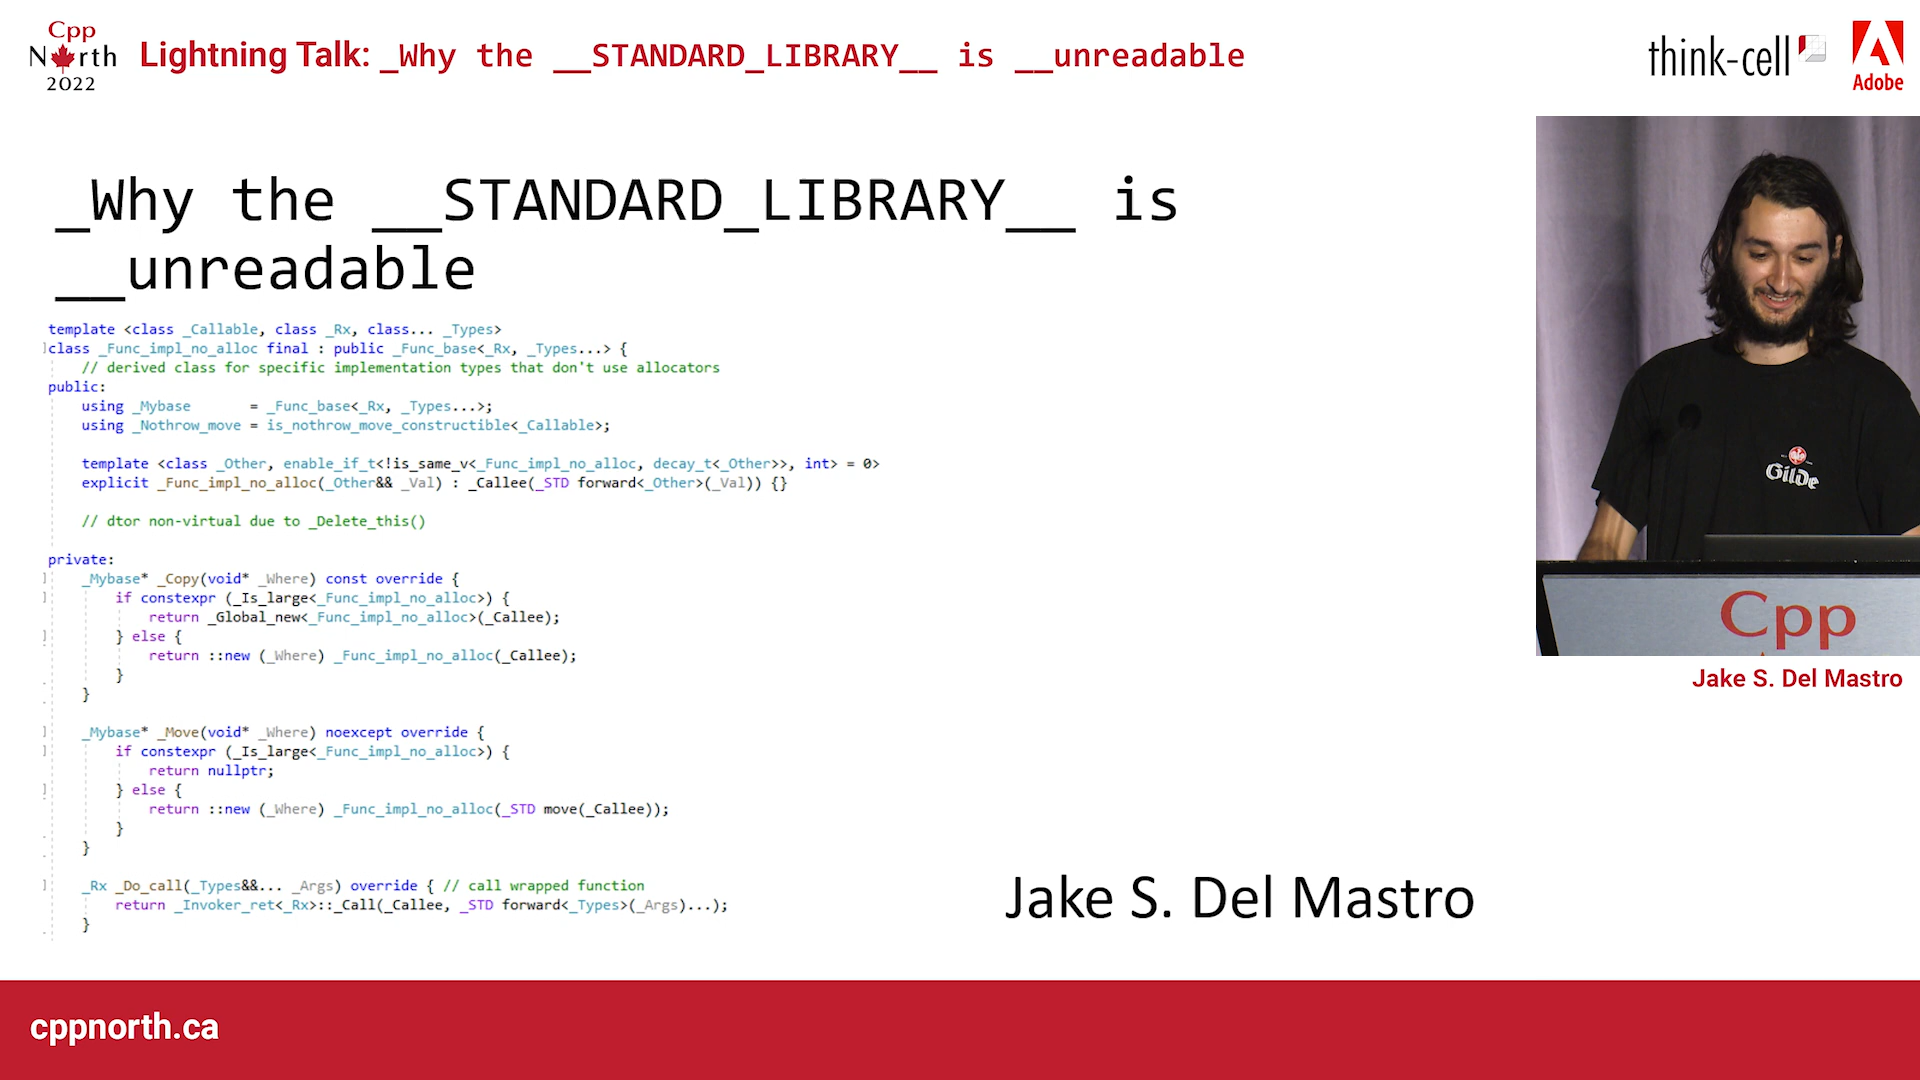 Cpp
North
2022
Lightning Talk: _Why the __STANDARD_LIBRARY__ is __unreadable
think-cell
Adobe
_Why the __STANDARD_LIBRARY__ is
__unreadable
template <class _Callable, class _Rx, class... _Types>
class _Func_impl_no_alloc final : public _Func_base<_Rx, _Types...> {
    // derived class for specific implementation types that don't use allocators
public:
    using _Mybase       = _Func_base<_Rx, _Types...>;
    using _Nothrow_move = is_nothrow_move_constructible<_Callable>;
    template <class _Other, enable_if_t<!is_same_v<_Func_impl_no_alloc, decay_t<_Other>>, int> = 0>
    explicit _Func_impl_no_alloc(_Other&& _Val) : _Callee(_STD forward<_Other>(_Val)) {}
    // dtor non-virtual due to _Delete_this()
private:
    _Mybase* _Copy(void* _Where) const override {
        if constexpr (_Is_large<_Func_impl_no_alloc>) {
            return _Global_new<_Func_impl_no_alloc>(_Callee);
        } else {
            return ::new (_Where) _Func_impl_no_alloc(_Callee);
        }
    }
    _Mybase* _Move(void* _Where) noexcept override {
        if constexpr (_Is_large<_Func_impl_no_alloc>) {
            return nullptr;
        } else {
            return ::new (_Where) _Func_impl_no_alloc(_STD move(_Callee));
        }
    }
    _Rx _Do_call(_Types&&... _Args) override { // call wrapped function
        return _Invoker_ret<_Rx>::_Call(_Callee, _STD forward<_Types>(_Args)...);
    }
Jake S. Del Mastro
Gilde
Cpp
Jake S. Del Mastro
cppnorth.ca